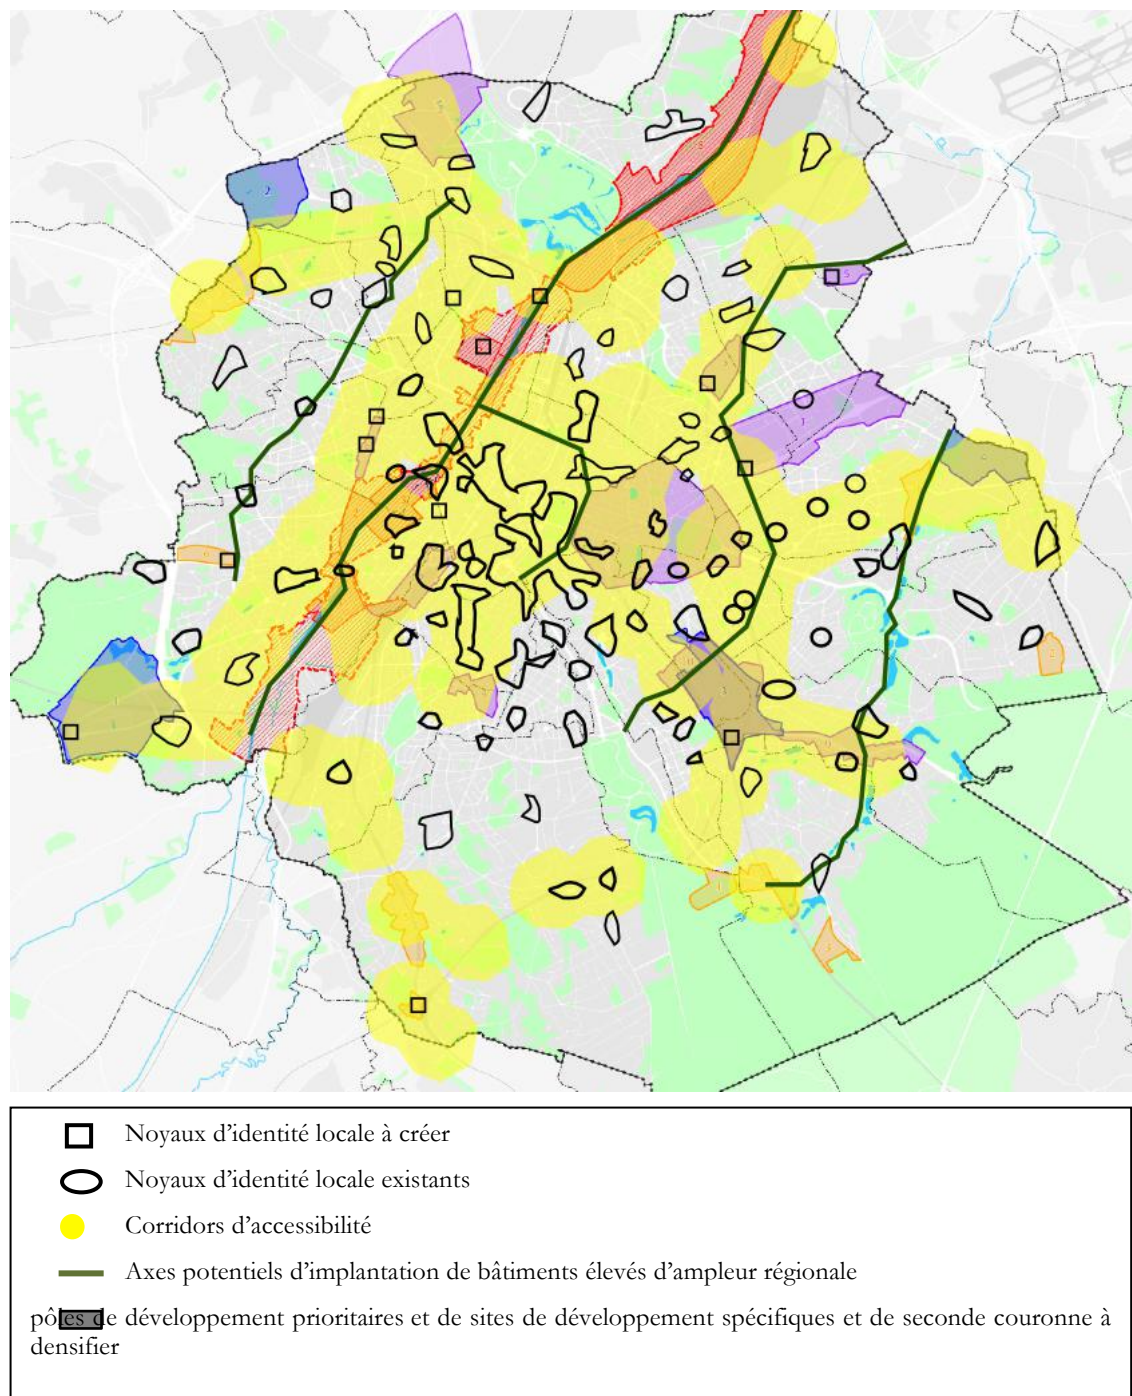 Noyaux d'identité locale à créer
Noyaux d'identité locale existants
Corridors d'accessibilité
Axes potentiels d'implantation de bâtiments élevés d'ampleur régionale
pôles de développement prioritaires et de sites de développement spécifiques et de seconde couronne à
densifier